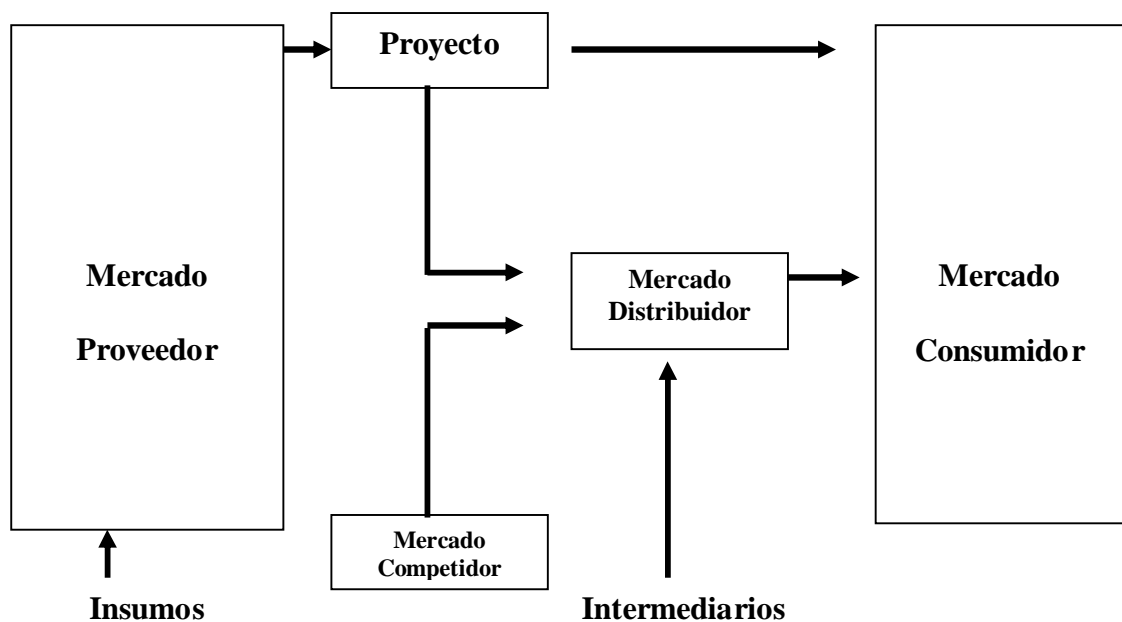 Proyecto
Mercado
Proveedor
Mercado
Distribuidor
Mercado
Consumidor
Mercado
Competidor
Insumos
Intermediarios